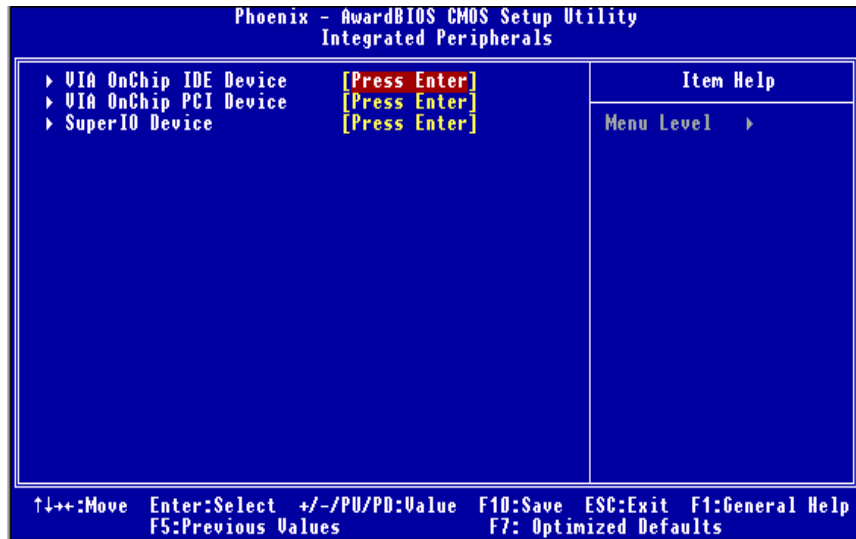 Phoenix - AwardBIOS CMOS Setup Utility
Integrated Peripherals
▸ VIA OnChip IDE Device [Press Enter]
▸ VIA OnChip PCI Device [Press Enter]
▸ SuperIO Device [Press Enter]
Item Help
Menu Level ▸
↑↓→←:Move Enter:Select +/-/PU/PD:Value F10:Save ESC:Exit F1:General Help
F5:Previous Values F7: Optimized Defaults